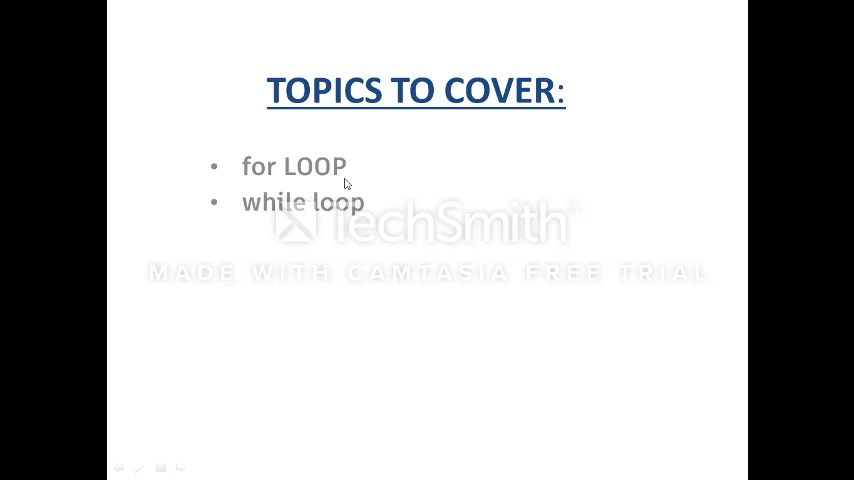 TOPICS TO COVER:
• for LOOP
• while loop
TechSmith®
MADE WITH CAMTASIA FREE TRIAL